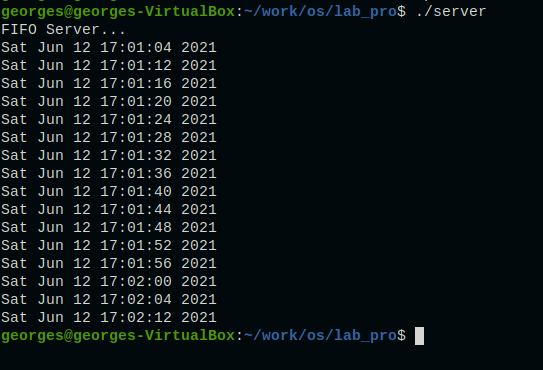 georges@georges-VirtualBox:~/work/os/lab_pro$ ./server
FIFO Server...
Sat Jun 12 17:01:04 2021
Sat Jun 12 17:01:12 2021
Sat Jun 12 17:01:16 2021
Sat Jun 12 17:01:20 2021
Sat Jun 12 17:01:24 2021
Sat Jun 12 17:01:28 2021
Sat Jun 12 17:01:32 2021
Sat Jun 12 17:01:36 2021
Sat Jun 12 17:01:40 2021
Sat Jun 12 17:01:44 2021
Sat Jun 12 17:01:48 2021
Sat Jun 12 17:01:52 2021
Sat Jun 12 17:01:56 2021
Sat Jun 12 17:02:00 2021
Sat Jun 12 17:02:04 2021
Sat Jun 12 17:02:12 2021
georges@georges-VirtualBox:~/work/os/lab_pro$